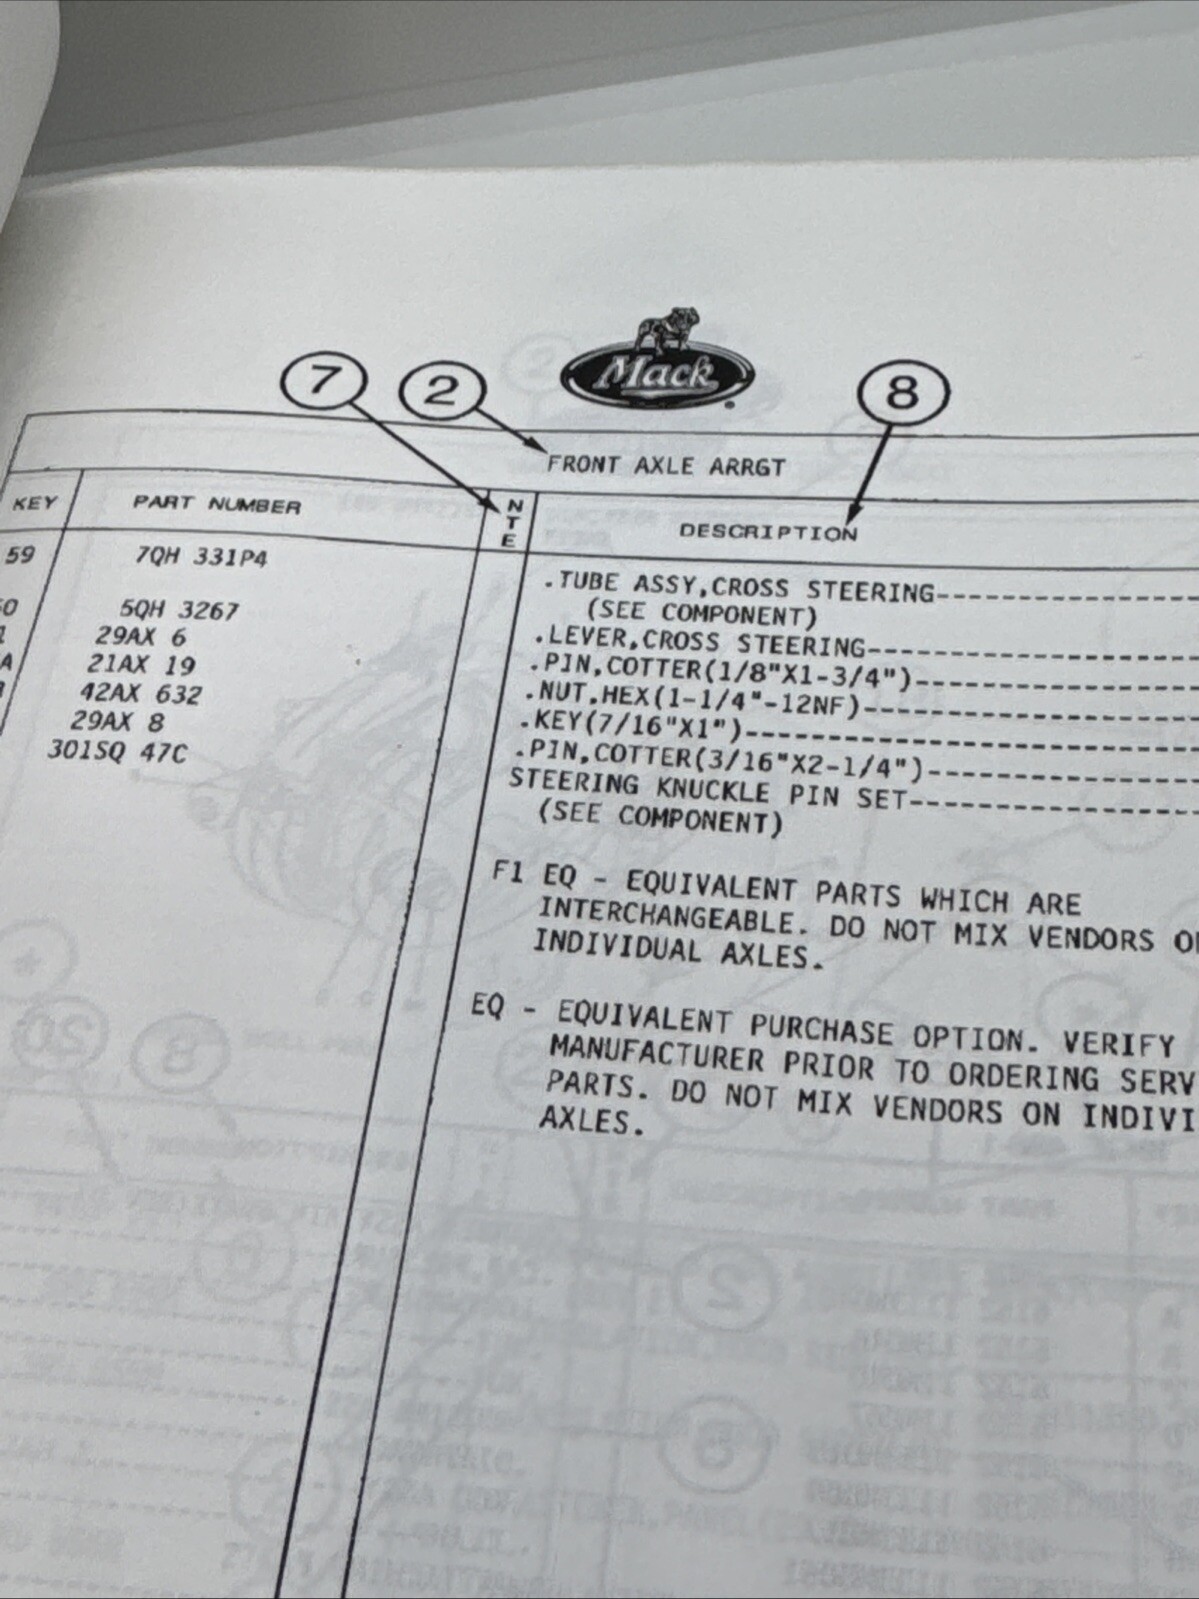 Mack
7
2
8
FRONT AXLE ARRGT
KEY PART NUMBER NTE DESCRIPTION
59 7QH 331P4 .TUBE ASSY,CROSS STEERING
(SEE COMPONENT)
5QH 3267 .LEVER,CROSS STEERING
29AX 6 .PIN,COTTER(1/8"X1-3/4")
21AX 19 .NUT.HEX(1-1/4"-12NF)
42AX 632 .KEY(7/16"X1")
29AX 8 .PIN,COTTER(3/16"X2-1/4")
301SQ 47C STEERING KNUCKLE PIN SET
(SEE COMPONENT)
F1 EQ - EQUIVALENT PARTS WHICH ARE
INTERCHANGEABLE. DO NOT MIX VENDORS
INDIVIDUAL AXLES.
EQ - EQUIVALENT PURCHASE OPTION. VERIFY
MANUFACTURER PRIOR TO ORDERING SERV
PARTS. DO NOT MIX VENDORS ON INDIVI
AXLES.